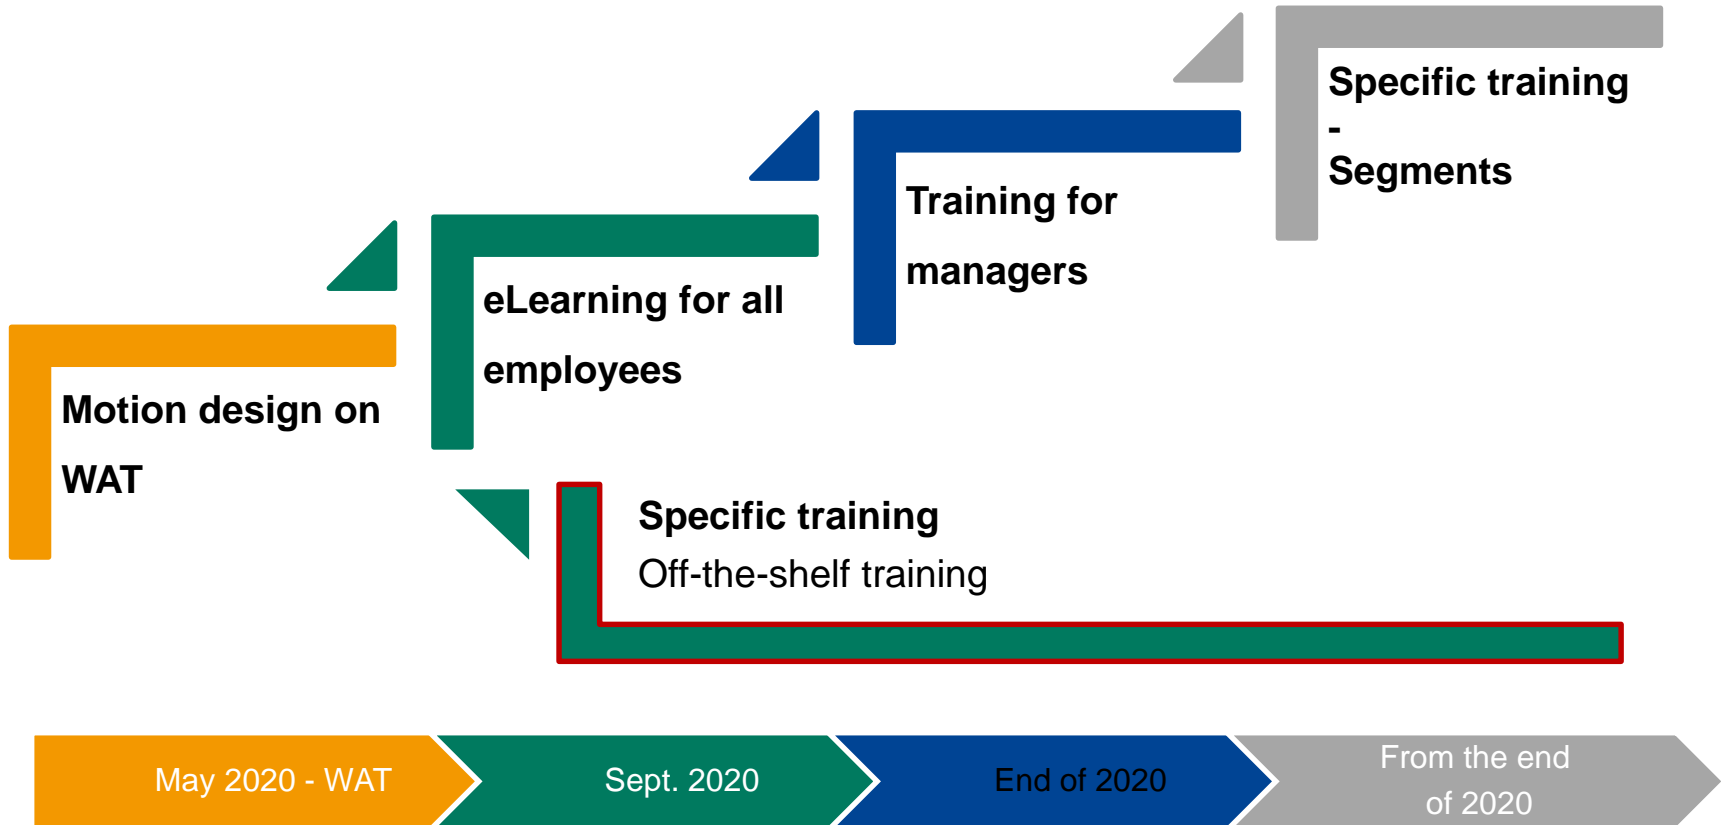 Specific training
-
Segments
Training for
managers
eLearning for all
employees
Motion design on
WAT
Specific training
Off-the-shelf training
May 2020 - WAT
Sept. 2020
End of 2020
From the end
of 2020